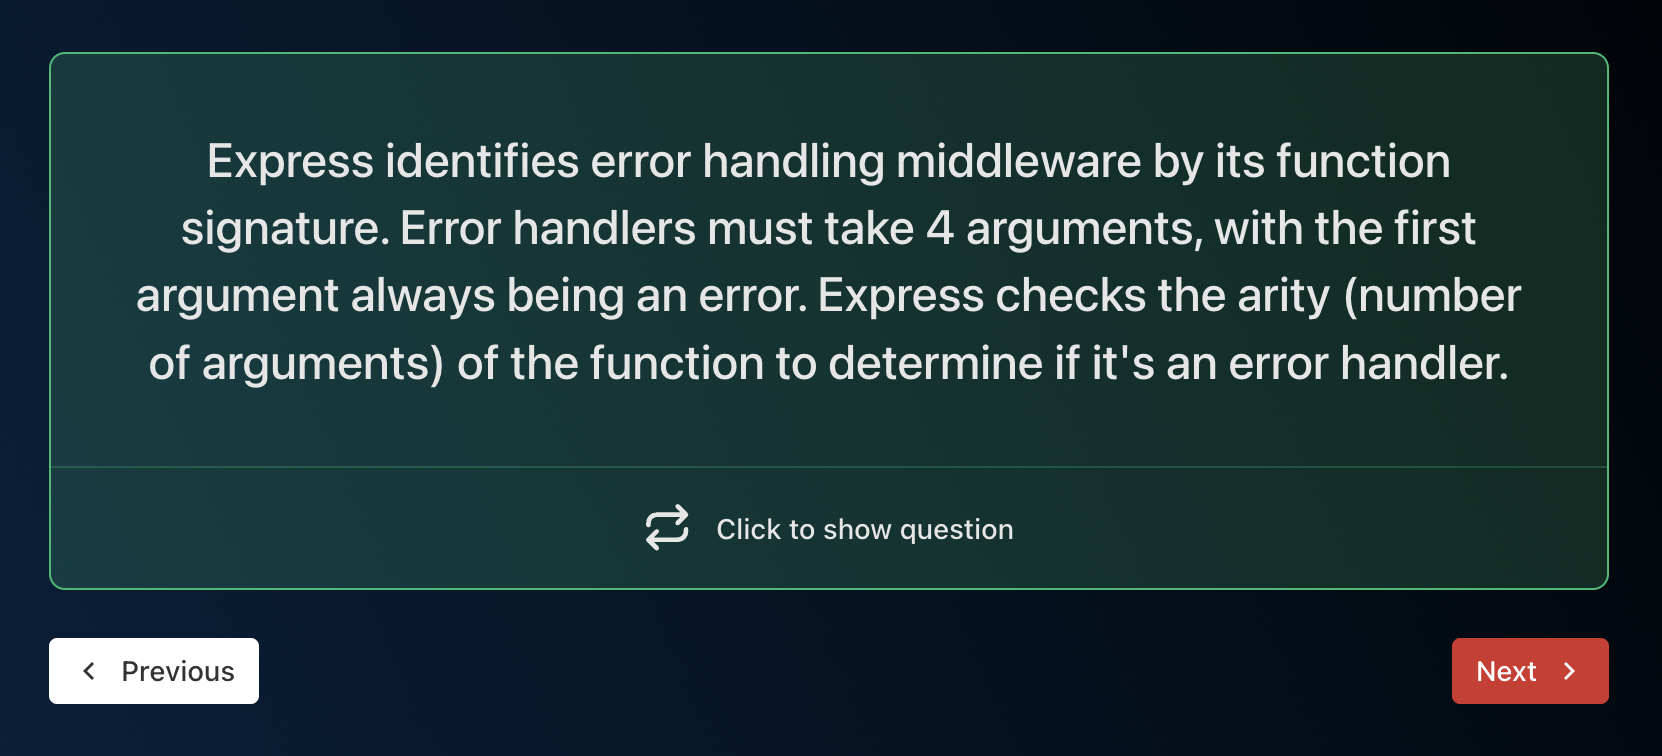 Express identifies error handling middleware by its function
signature. Error handlers must take 4 arguments, with the first
argument always being an error. Express checks the arity (number
of arguments) of the function to determine if it's an error handler.
Click to show question
Previous
Next